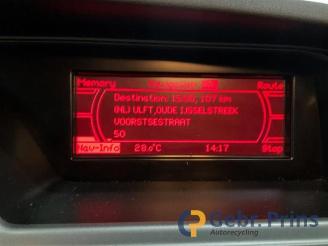 Memory Route
Destination: 15:50, 107 km
(NL) ULFT, OUDE IJSSELSTREEK
VOORSTSESTRAAT
50
Nav-Info 28.0°C 14:17 Stop
Gebr. Prins
Autorecycling